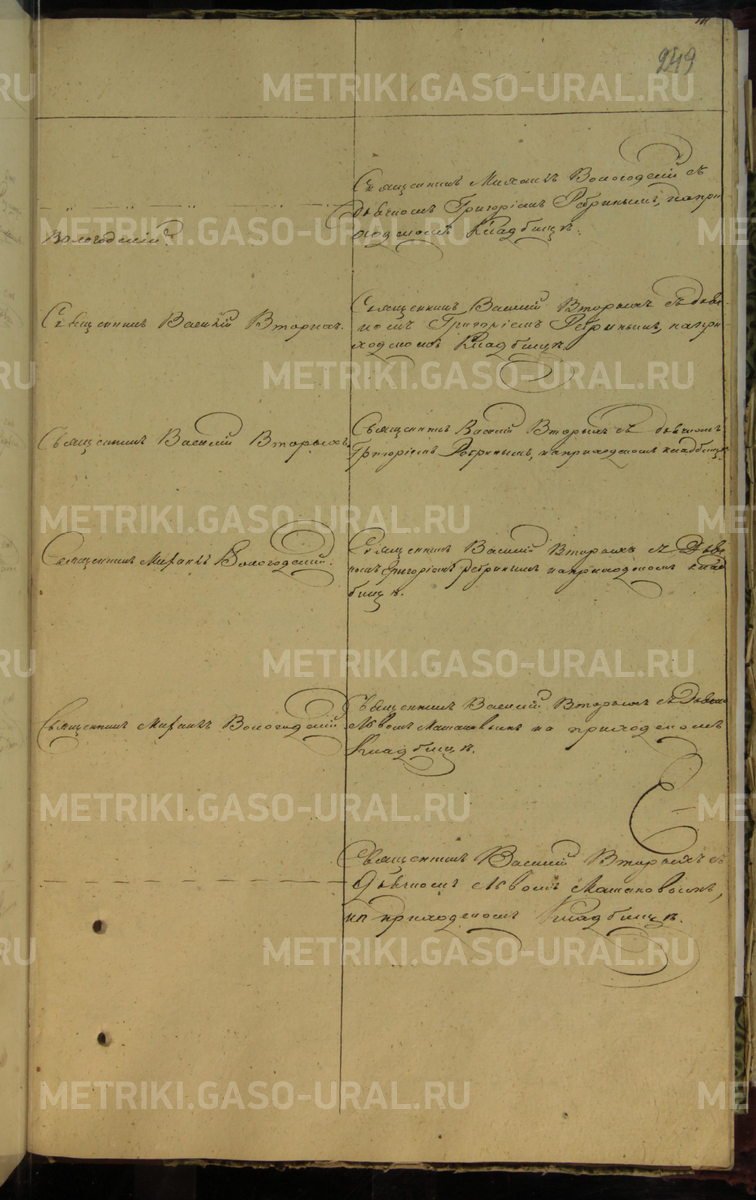 249
Священникъ Михаилъ Вологодскій съ
дьячкомъ Григоріемъ Ребринымъ, на при
ходскомъ Кладбищѣ.
Вологодскій.
Священникъ Василій Вторыхъ.
Священникъ Василій Вторыхъ съ дьяч
комъ Григоріемъ Ребринымъ, на при
ходскомъ Кладбищѣ.
Священникъ Василій Вторыхъ.
Священникъ Василій Вторыхъ съ дьячкомъ
Григоріемъ Ребринымъ, на приходскомъ кладбищѣ.
Священникъ Михаилъ Вологодскій.
Священникъ Василій Вторыхъ съ Дьяч
комъ Григоріемъ Ребринымъ на приходскомъ клад
бищѣ.
Священникъ Михаилъ Вологодскій
Священникъ Василій Вторыхъ съ Дьячко
Львомъ на приходскомъ
Кладбищѣ.
Священникъ Василій Вторыхъ съ
Дьячкомъ Львомъ
на приходскомъ Кладбищѣ.
METRIKI.GASO-URAL.RU
METRIKI.GASO-URAL.RU
METRIKI.GASO-URAL.RU
METRIKI.GASO-URAL.RU
METRIKI.GASO-URAL.RU
METRIKI.GASO-URAL.RU
METRIKI.GASO-URAL.RU
METRIKI.GASO-URAL.RU